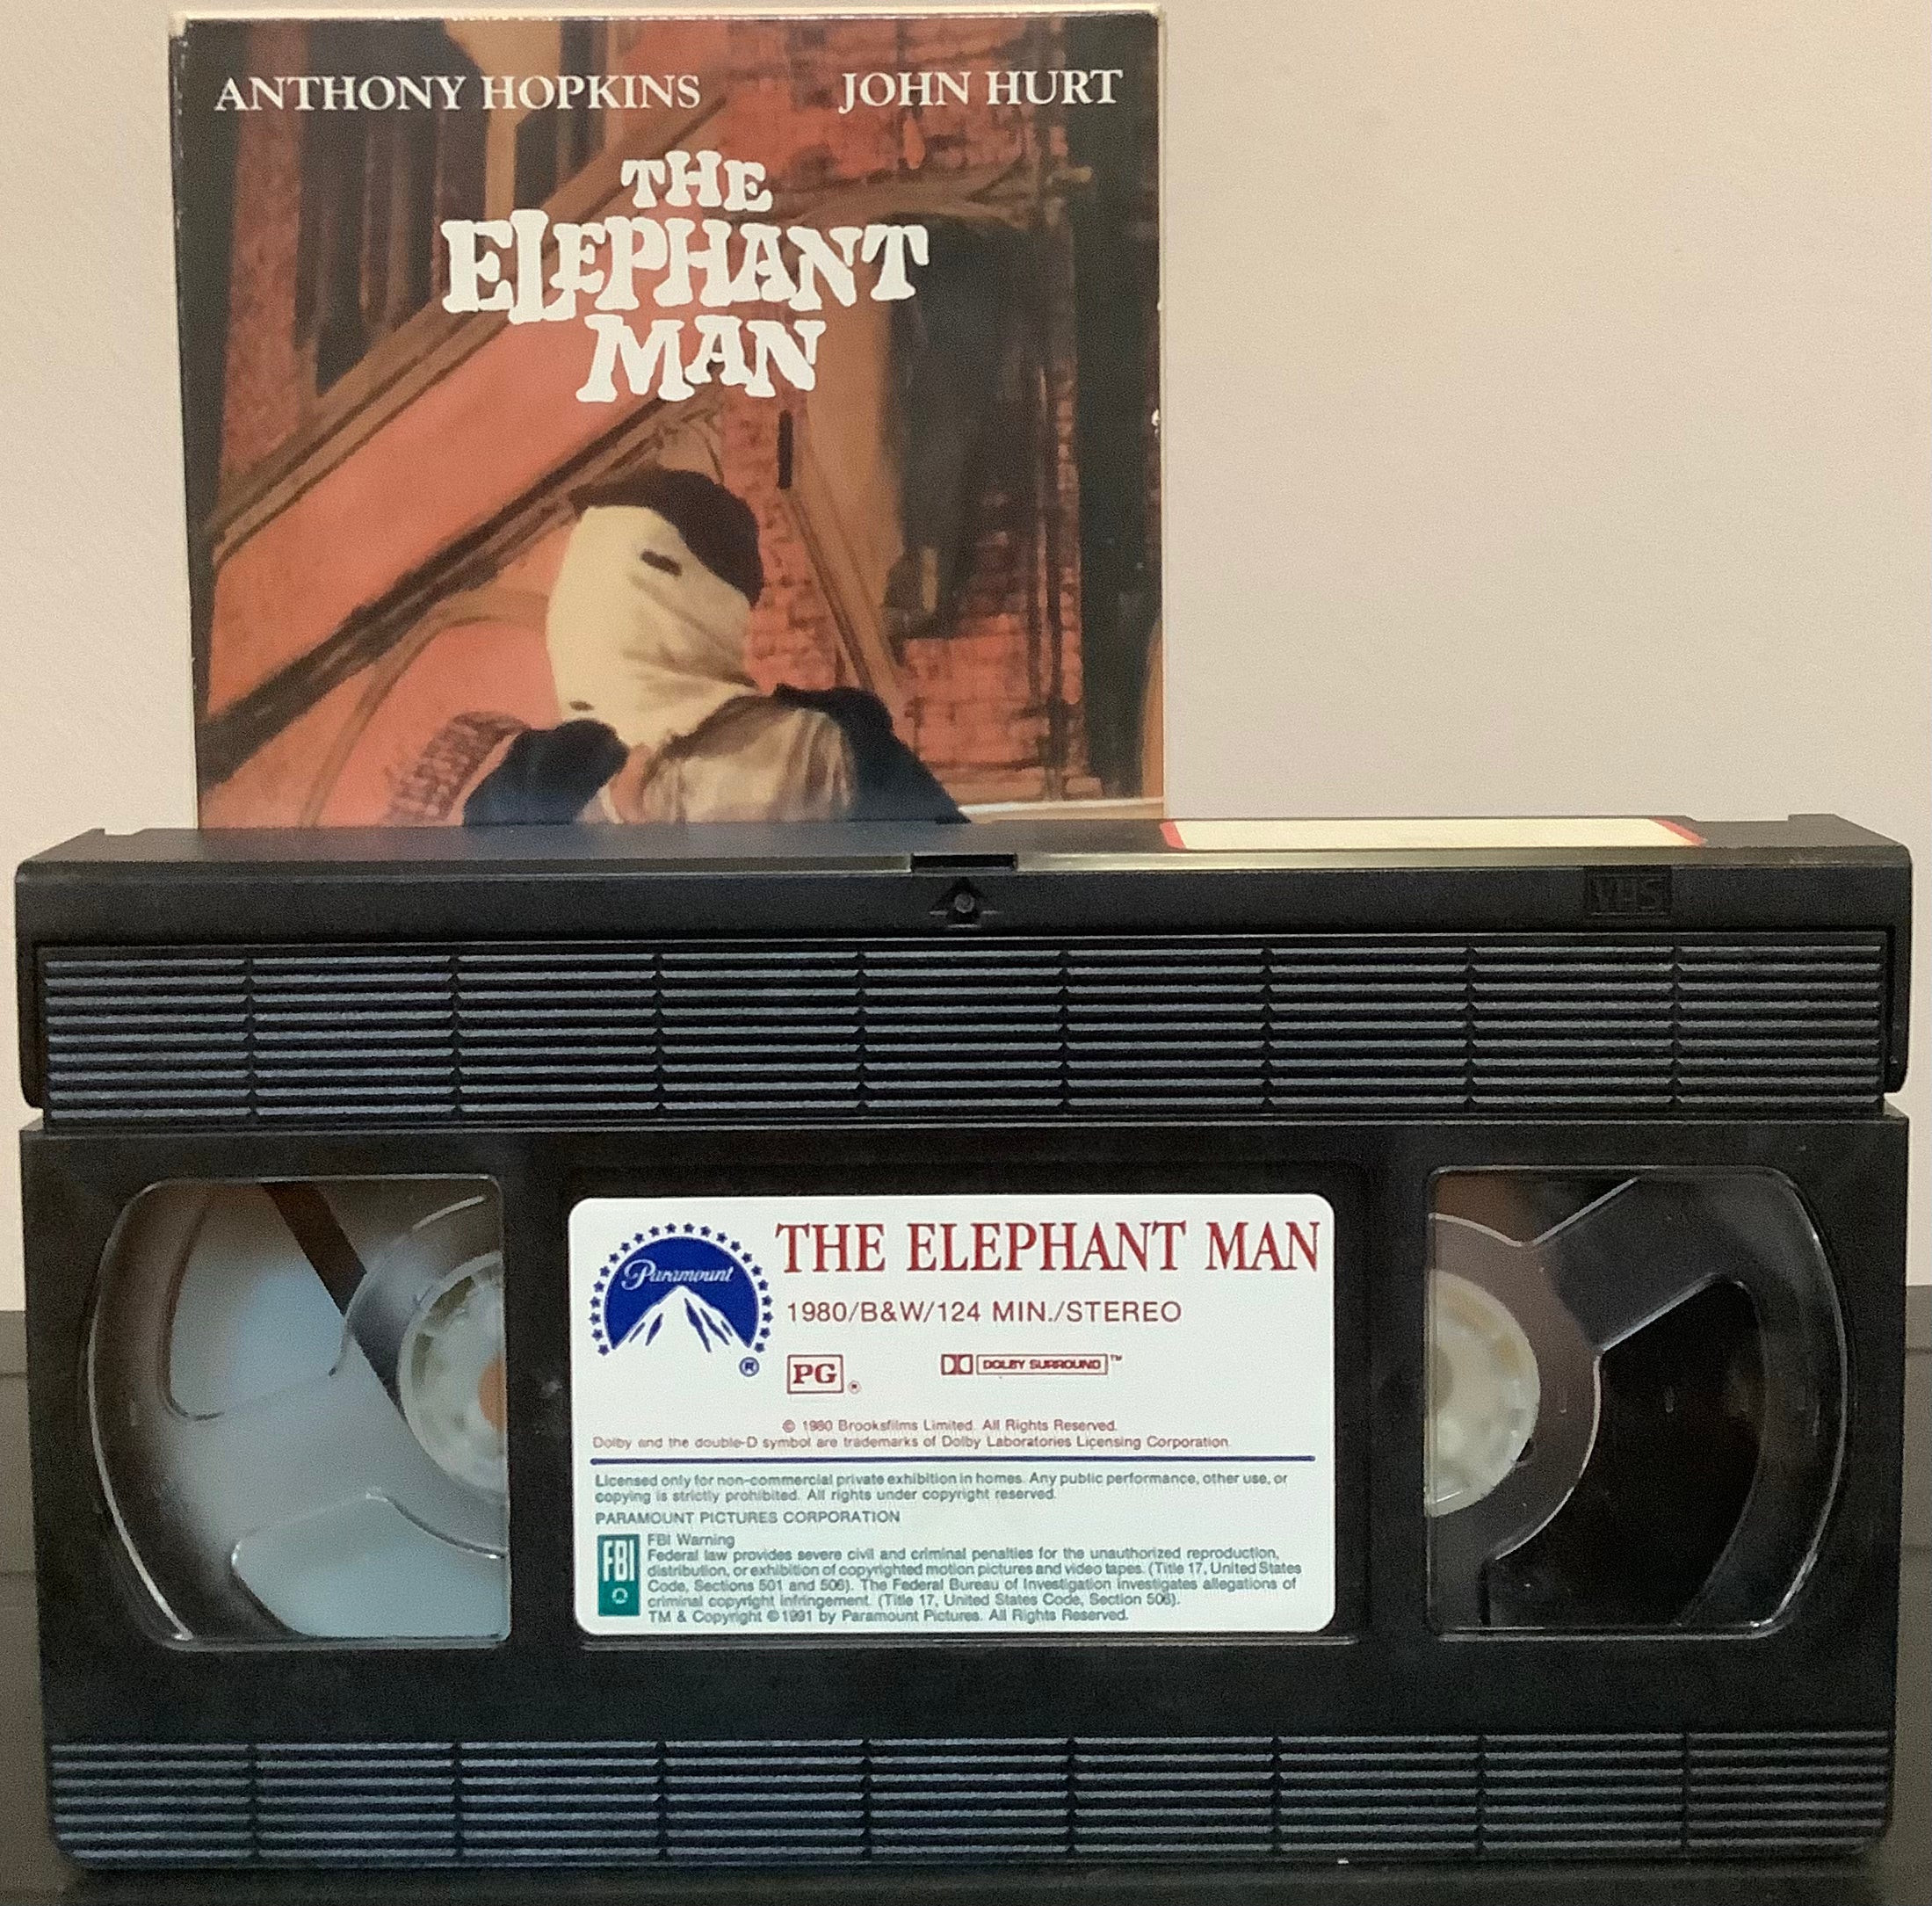 ANTHONY HOPKINS JOHN HURT
THE
ELEPHANT
MAN
VHS
Paramount
®
THE ELEPHANT MAN
1980/B&W/124 MIN./STEREO
PG ® DOLBY SURROUND ™
© 1980 Brooksfilms Limited. All Rights Reserved.
Dolby and the double-D symbol are trademarks of Dolby Laboratories Licensing Corporation.
Licensed only for non-commercial private exhibition in homes. Any public performance, other use, or
copying is strictly prohibited. All rights under copyright reserved.
PARAMOUNT PICTURES CORPORATION
FBI
FBI Warning
Federal law provides severe civil and criminal penalties for the unauthorized reproduction,
distribution, or exhibition of copyrighted motion pictures and video tapes. (Title 17, United States
Code, Sections 501 and 506). The Federal Bureau of Investigation investigates allegations of
criminal copyright infringement. (Title 17, United States Code, Section 506).
TM & Copyright © 1991 by Paramount Pictures. All Rights Reserved.